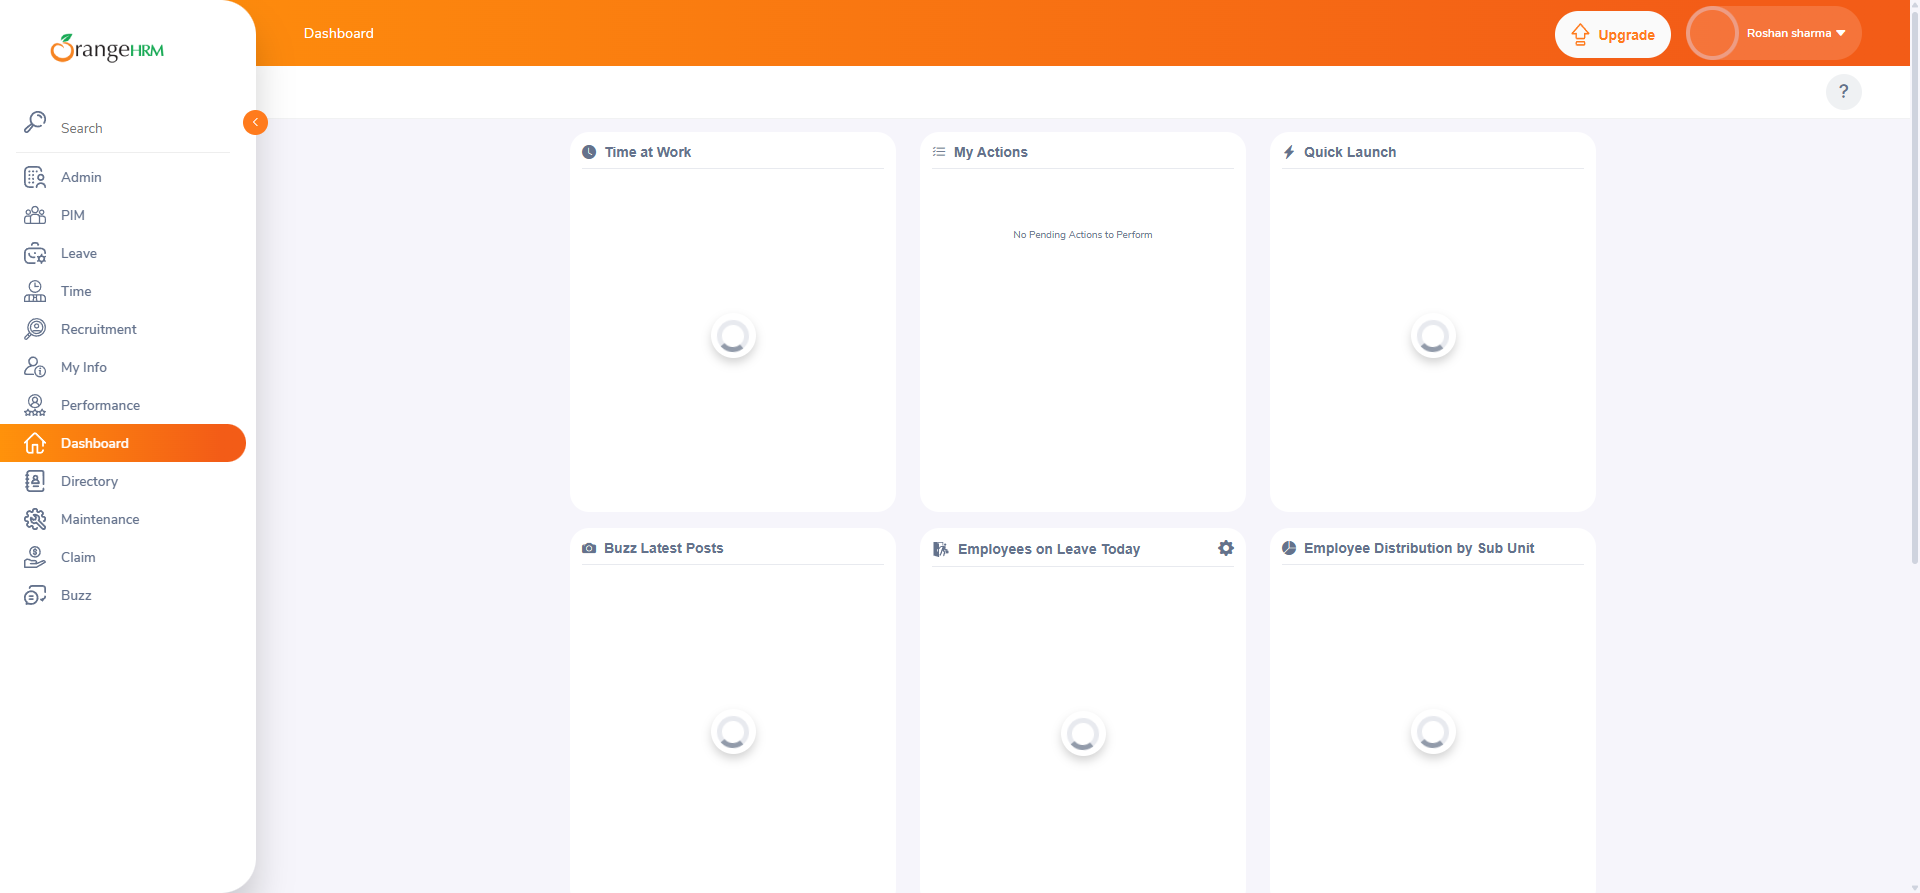 OrangeHRM
Dashboard
Upgrade
Roshan sharma
?
Search
Admin
PIM
Leave
Time
Recruitment
My Info
Performance
Dashboard
Directory
Maintenance
Claim
Buzz
Time at Work
My Actions
No Pending Actions to Perform
Quick Launch
Buzz Latest Posts
Employees on Leave Today
Employee Distribution by Sub Unit